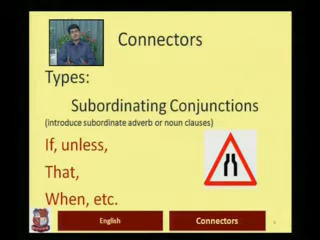 Connectors
Types:
Subordinating Conjunctions
(introduce subordinate adverb or noun clauses)
If, unless,
That,
When, etc.
English
Connectors